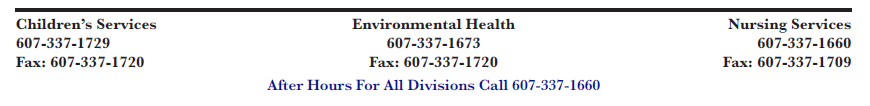 Children's Services Environmental Health Nursing Services
607-337-1729 607-337-1673 607-337-1660
Fax: 607-337-1720 Fax: 607-337-1720 Fax: 607-337-1709
After Hours For All Divisions Call 607-337-1660